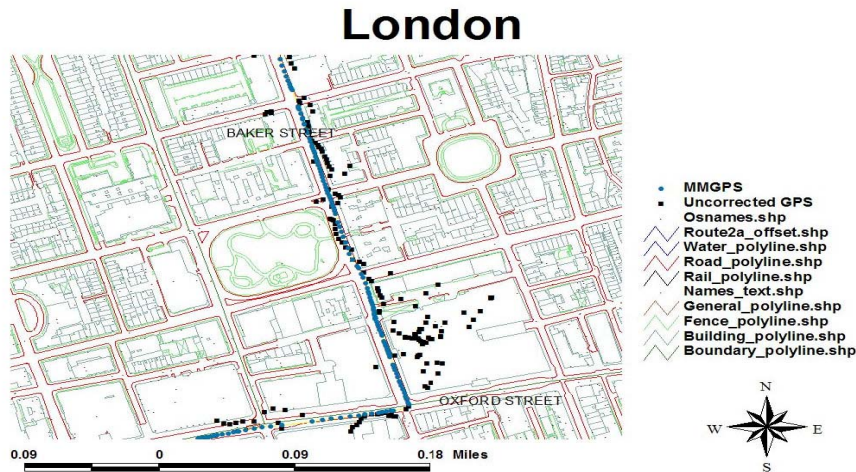 London
BAKER STREET
OXFORD STREET
MMGPS
Uncorrected GPS
Osnames.shp
Route2a_offset.shp
Water_polyline.shp
Road_polyline.shp
Rail_polyline.shp
Names_text.shp
General_polyline.shp
Fence_polyline.shp
Building_polyline.shp
Boundary_polyline.shp
N
W E
S
0.09 0 0.09 0.18 Miles